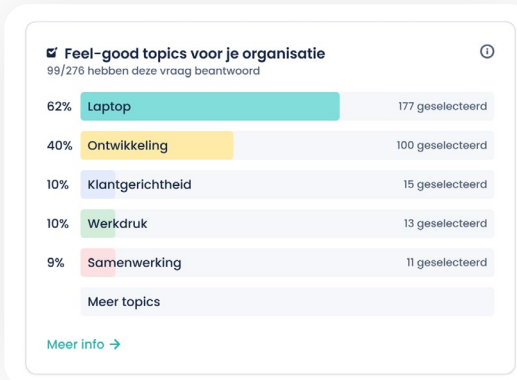 Feel-good topics voor je organisatie
99/276 hebben deze vraag beantwoord
62% Laptop 177 geselecteerd
40% Ontwikkeling 100 geselecteerd
10% Klantgerichtheid 15 geselecteerd
10% Werkdruk 13 geselecteerd
9% Samenwerking 11 geselecteerd
Meer topics
Meer info →